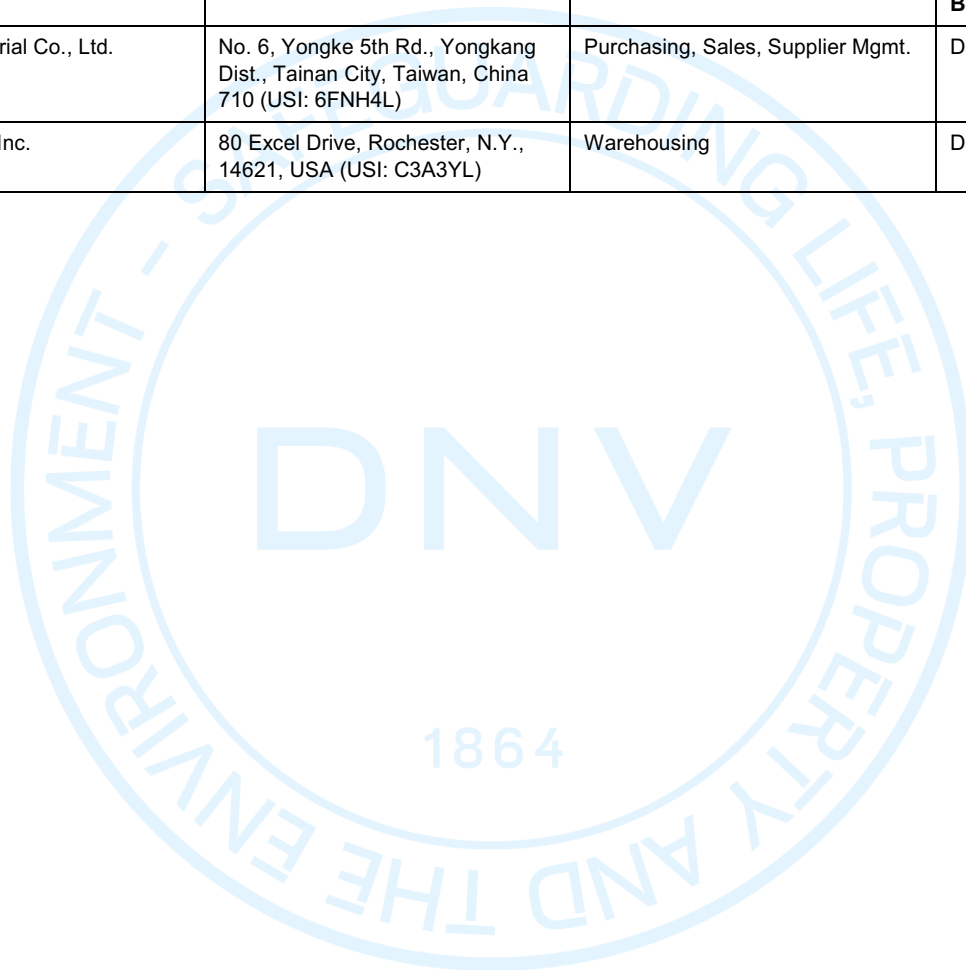 B
rial Co., Ltd.
No. 6, Yongke 5th Rd., Yongkang
Dist., Tainan City, Taiwan, China
710 (USI: 6FNH4L)
Purchasing, Sales, Supplier Mgmt.
D
Inc.
80 Excel Drive, Rochester, N.Y.,
14621, USA (USI: C3A3YL)
Warehousing
D
SAFEGUARDING LIFE, PROPERTY AND THE ENVIRONMENT -
DNV
1864